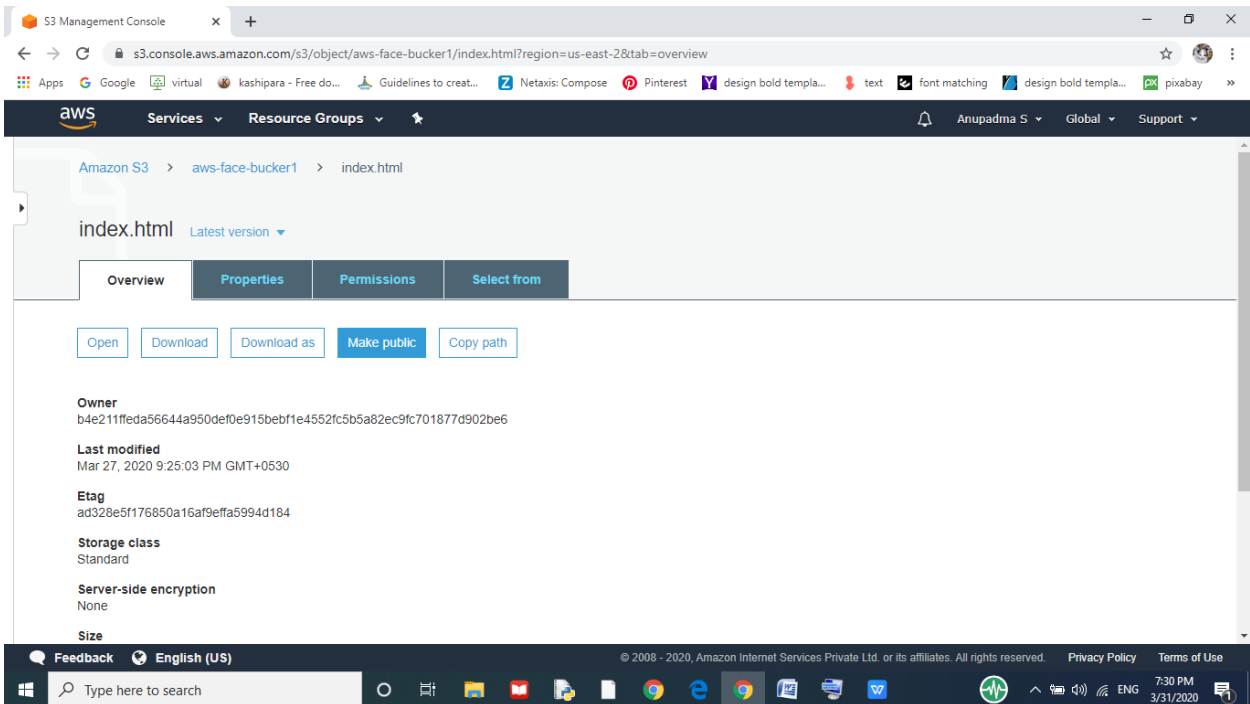 S3 Management Console
s3.console.aws.amazon.com/s3/object/aws-face-bucker1/index.html?region=us-east-2&tab=overview
Apps Google virtual kashipara - Free do... Guidelines to creat... Netaxis: Compose Pinterest design bold templa... text font matching design bold templa... pixabay
aws Services Resource Groups Anupadma S Global Support
Amazon S3 > aws-face-bucker1 > index.html
index.html Latest version
Overview Properties Permissions Select from
Open Download Download as Make public Copy path
Owner
b4e211ffeda56644a950def0e915bebf1e4552fc5b5a82ec9fc701877d902be6
Last modified
Mar 27, 2020 9:25:03 PM GMT+0530
Etag
ad328e5f176850a16af9effa5994d184
Storage class
Standard
Server-side encryption
None
Size
Feedback English (US) © 2008 - 2020, Amazon Internet Services Private Ltd. or its affiliates. All rights reserved. Privacy Policy Terms of Use
Type here to search ENG 7:30 PM
3/31/2020